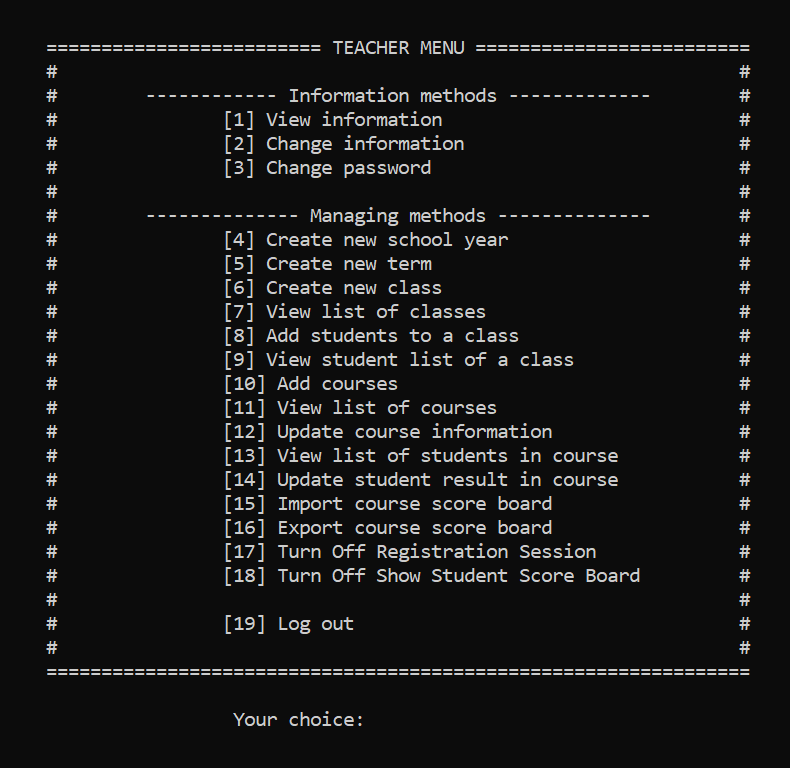 ========================= TEACHER MENU =========================
#                                                              #
#        ------------ Information methods -------------        #
#               [1] View information                           #
#               [2] Change information                         #
#               [3] Change password                            #
#                                                              #
#        -------------- Managing methods --------------        #
#               [4] Create new school year                     #
#               [5] Create new term                            #
#               [6] Create new class                           #
#               [7] View list of classes                       #
#               [8] Add students to a class                    #
#               [9] View student list of a class               #
#               [10] Add courses                               #
#               [11] View list of courses                      #
#               [12] Update course information                 #
#               [13] View list of students in course           #
#               [14] Update student result in course           #
#               [15] Import course score board                 #
#               [16] Export course score board                 #
#               [17] Turn Off Registration Session             #
#               [18] Turn Off Show Student Score Board         #
#                                                              #
#               [19] Log out                                   #
#                                                              #
================================================================
Your choice: